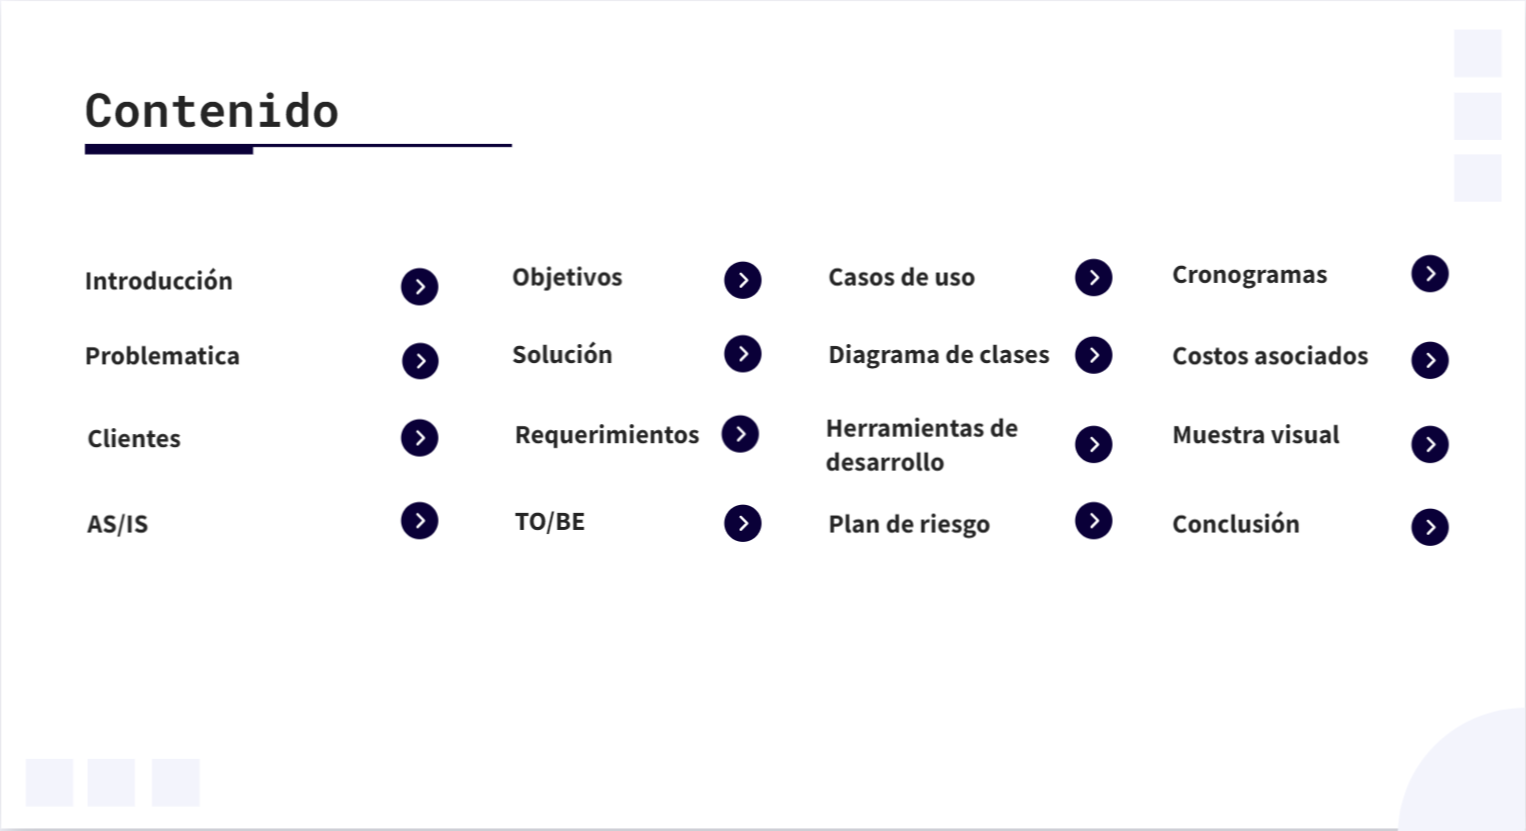 Contenido
Introducción
Problematica
Clientes
AS/IS
Objetivos
Solución
Requerimientos
TO/BE
Casos de uso
Diagrama de clases
Herramientas de
desarrollo
Plan de riesgo
Cronogramas
Costos asociados
Muestra visual
Conclusión